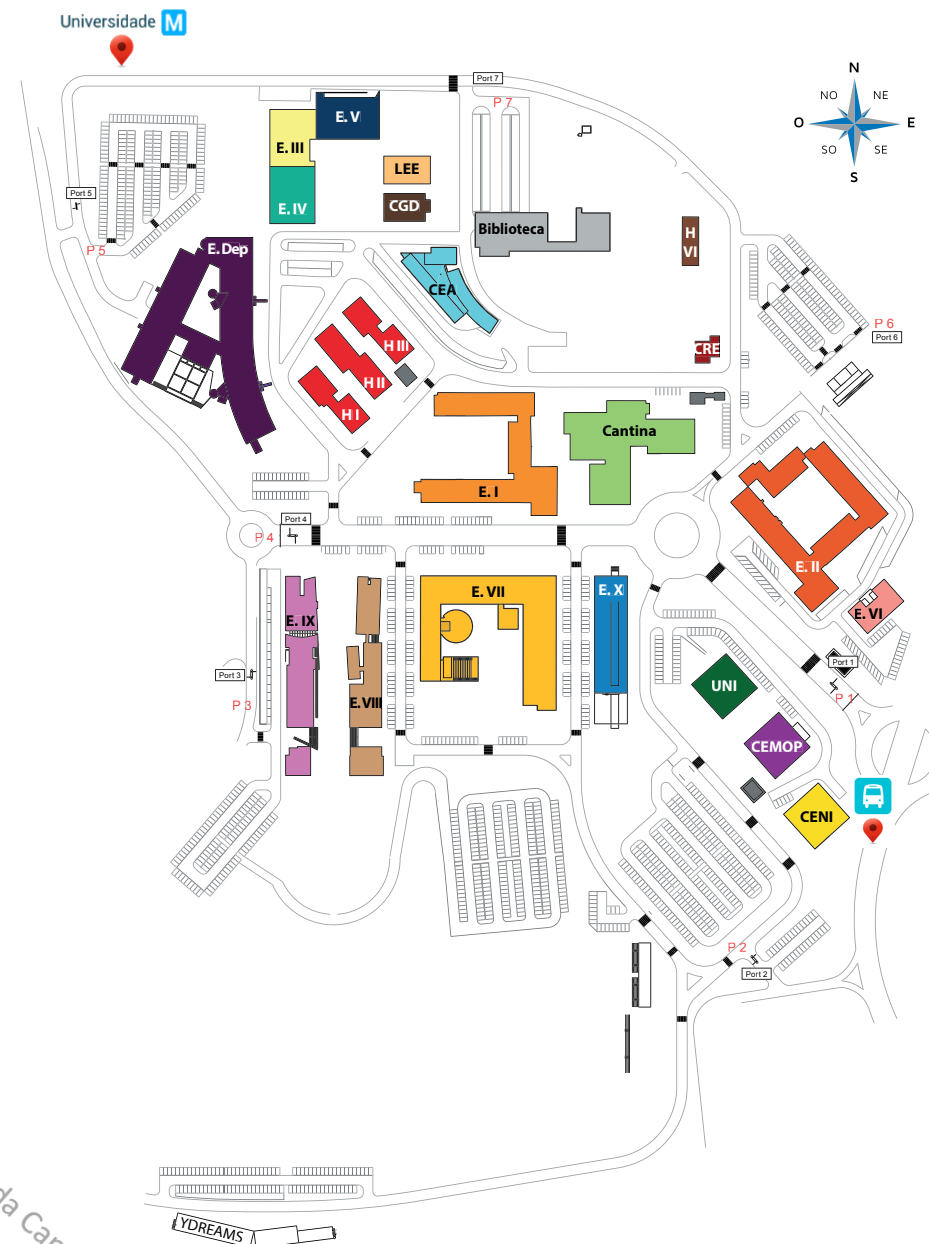 Universidade M
Port 7
N
NO
NE
O
E
S
SO
SE
P 7
E. V
E. III
LEE
Port 5
CGD
E. IV
Biblioteca
H
VI
P 5
E. Dep
CEA
P 6
Port 6
H III
CRE
H II
H I
Cantina
E. I
Port 4
P 4
E. II
E. IX
E. VII
E. X
E. VI
Port 3
P 3
E.VIII
UNI
Port 1
P 1
CEMOP
CENI
P 2
Port 2
YDREAMS
da